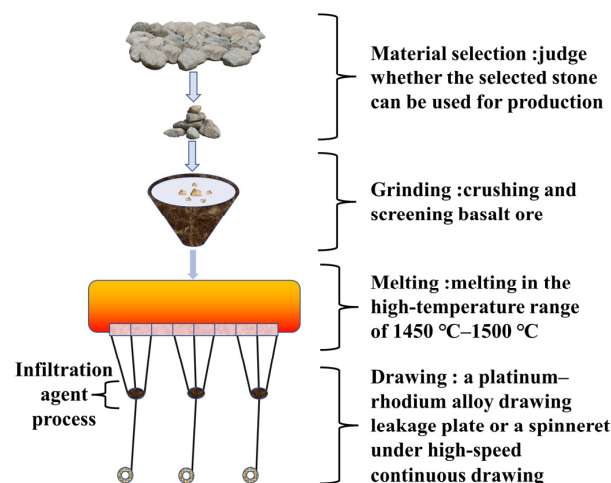 Material selection :judge
whether the selected stone
can be used for production
Grinding :crushing and
screening basalt ore
Melting :melting in the
high-temperature range
of 1450 ℃–1500 ℃
Infiltration
agent
process
Drawing : a platinum–
rhodium alloy drawing
leakage plate or a spinneret
under high-speed
continuous drawing